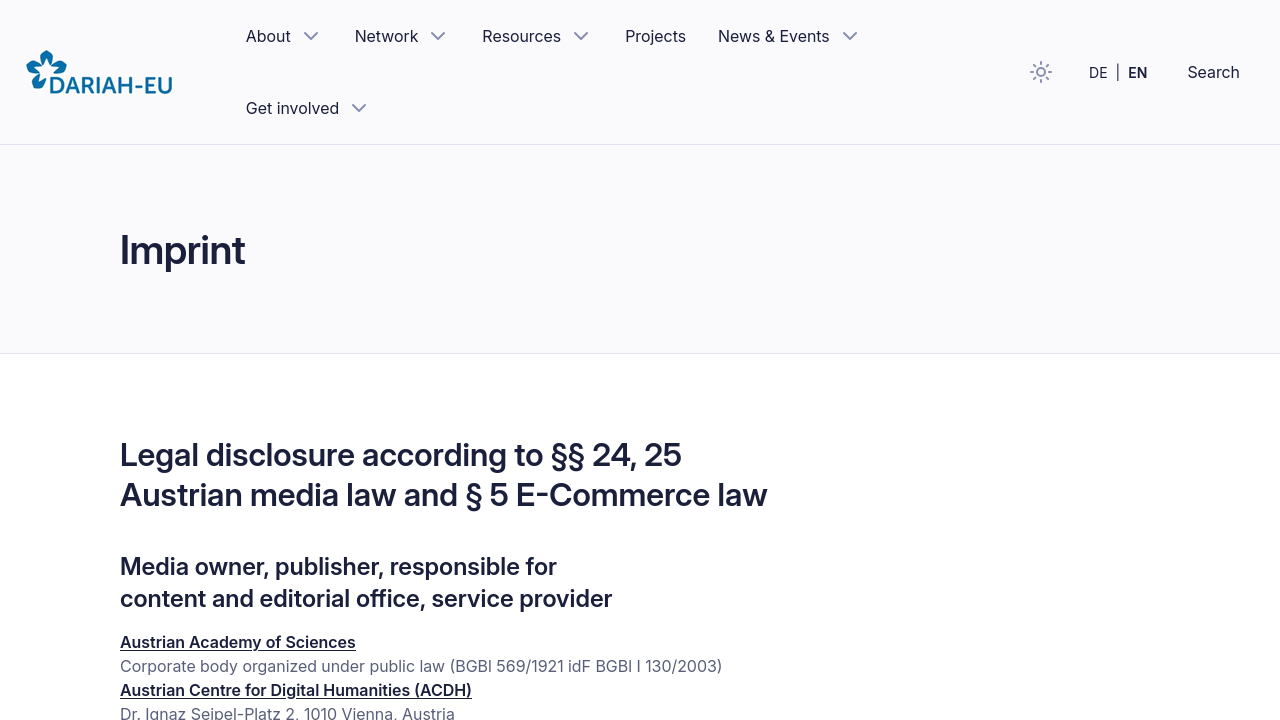 DARIAH-EU
About
Network
Resources
Projects
News & Events
Get involved
DE | EN
Search
Imprint
Legal disclosure according to §§ 24, 25
Austrian media law and § 5 E-Commerce law
Media owner, publisher, responsible for
content and editorial office, service provider
Austrian Academy of Sciences
Corporate body organized under public law (BGBl 569/1921 idF BGBl I 130/2003)
Austrian Centre for Digital Humanities (ACDH)
Dr. Ignaz Seipel-Platz 2, 1010 Vienna, Austria